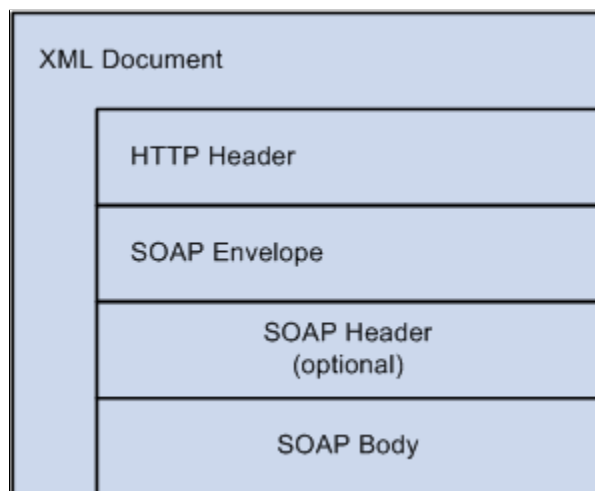 XML Document
HTTP Header
SOAP Envelope
SOAP Header
(optional)
SOAP Body